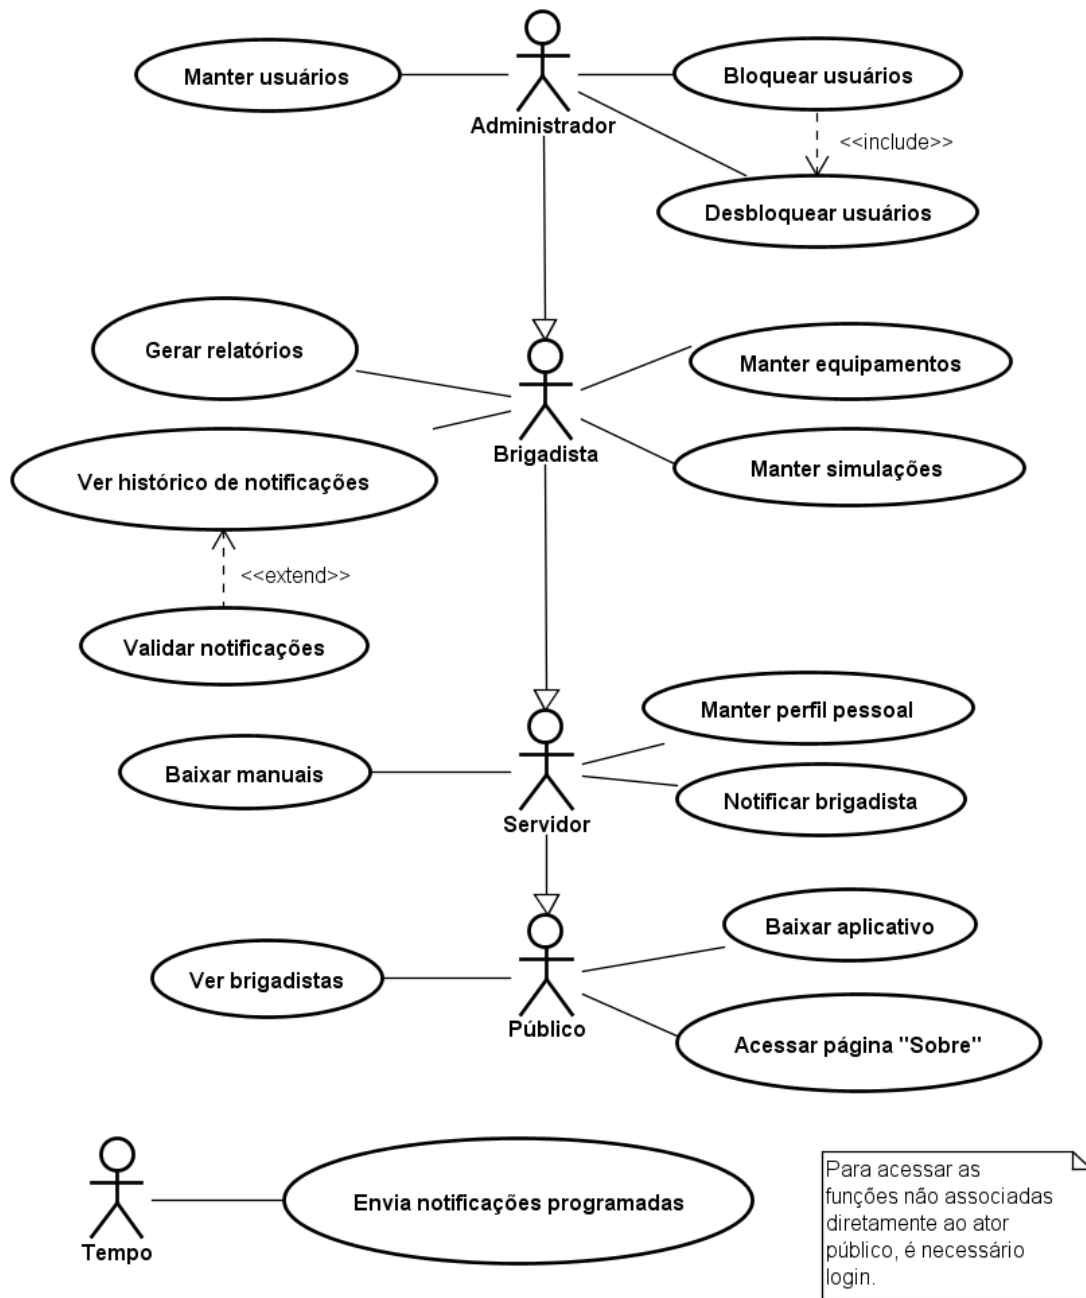 Manter usuários
Bloquear usuários
Administrador
<<include>>
Desbloquear usuários
Gerar relatórios
Manter equipamentos
Brigadista
Ver histórico de notificações
Manter simulações
<<extend>>
Validar notificações
Manter perfil pessoal
Baixar manuais
Notificar brigadista
Servidor
Baixar aplicativo
Ver brigadistas
Público
Acessar página "Sobre"
Envia notificações programadas
Tempo
Para acessar as
funções não associadas
diretamente ao ator
público, é necessário
login.